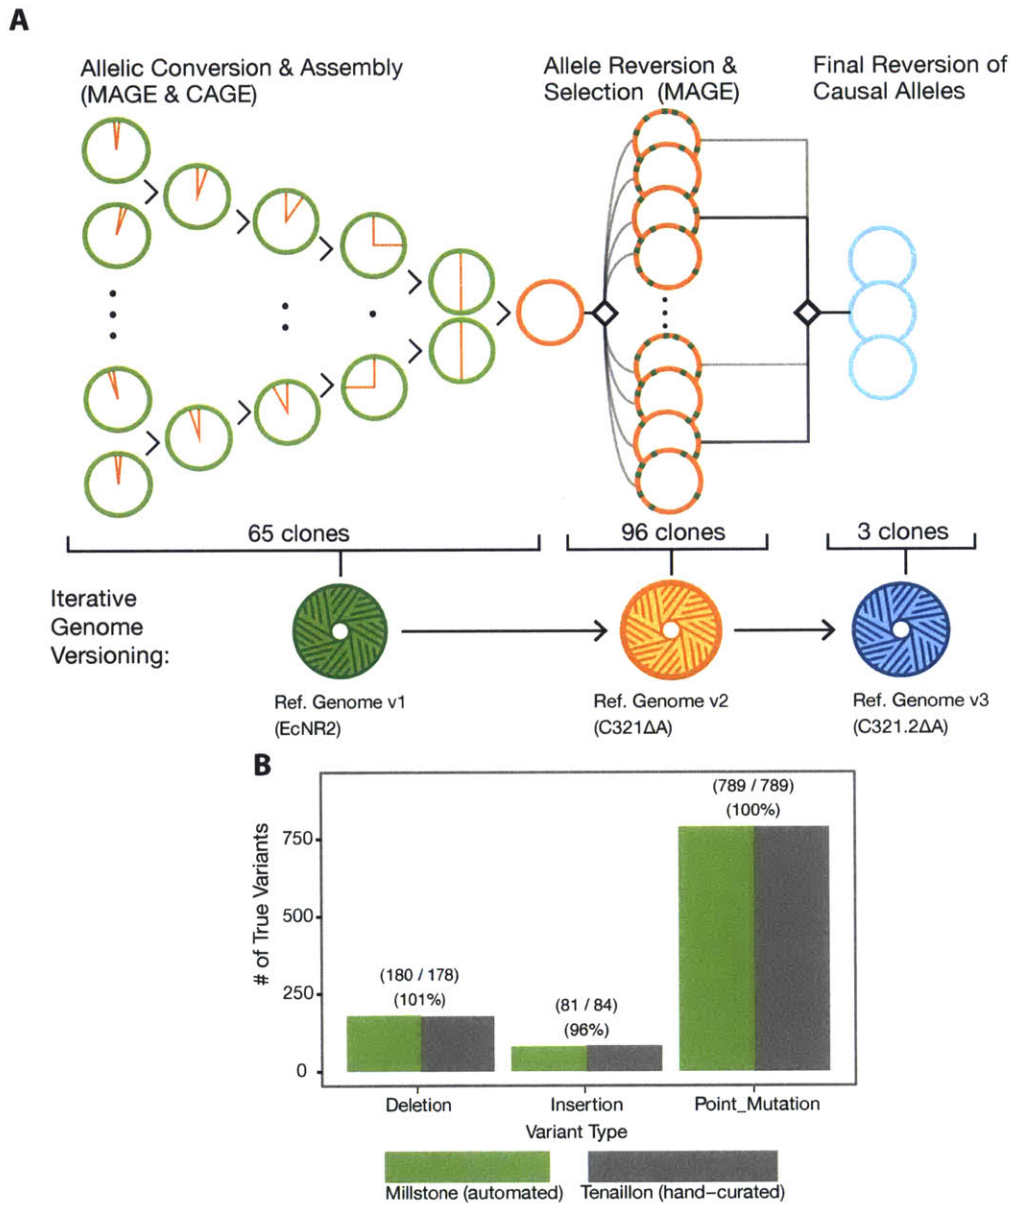 A
Allelic Conversion & Assembly
(MAGE & CAGE)
Allele Reversion &
Selection (MAGE)
Final Reversion of
Causal Alleles
65 clones
96 clones
3 clones
Iterative
Genome
Versioning:
Ref. Genome v1
(EcNR2)
Ref. Genome v2
(C321ΔA)
Ref. Genome v3
(C321.2ΔA)
B
# of True Variants
750
500
250
0
(180 / 178)
(101%)
(81 / 84)
(96%)
(789 / 789)
(100%)
Deletion
Insertion
Point_Mutation
Variant Type
Millstone (automated)
Tenaillon (hand−curated)